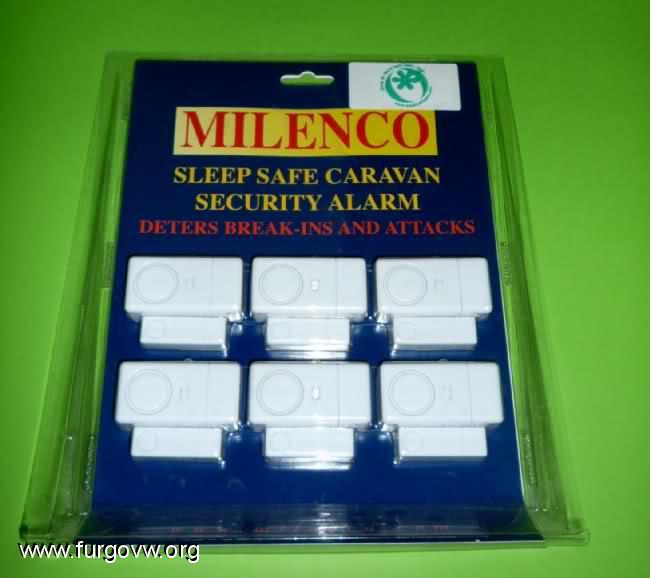 MILENCO
SLEEP SAFE CARAVAN
SECURITY ALARM
DETERS BREAK-INS AND ATTACKS
www.furgovw.org